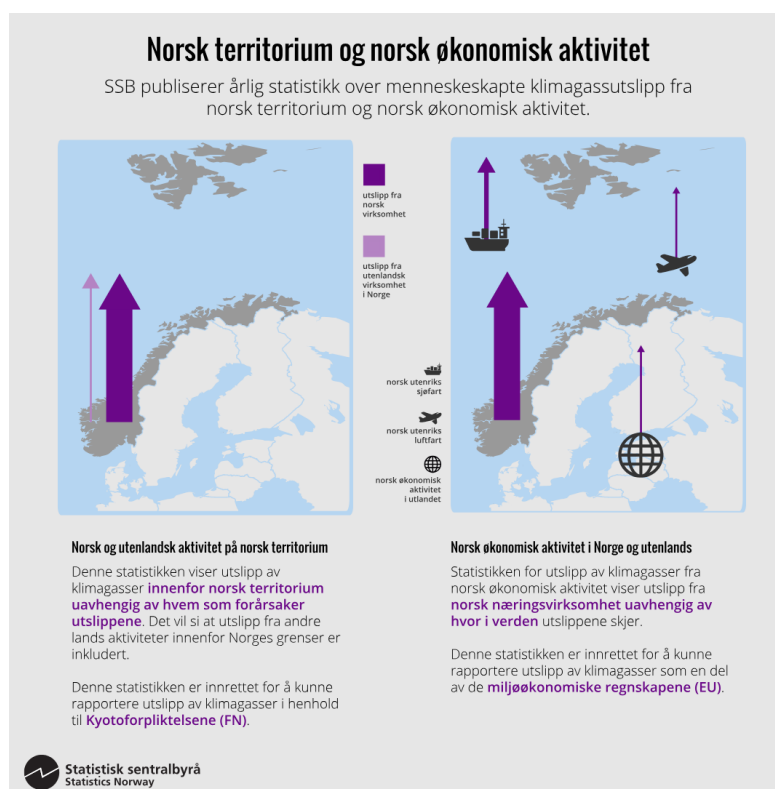 Norsk territorium og norsk økonomisk aktivitet
SSB publiserer årlig statistikk over menneskeskapte klimagassutslipp fra
norsk territorium og norsk økonomisk aktivitet.
utslipp fra
norsk
virksomhet
utslipp fra
utenlandsk
virksomhet
i Norge
norsk utenriks
sjøfart
norsk utenriks
luftfart
norsk økonomisk
aktivitet
i utlandet
Norsk og utenlandsk aktivitet på norsk territorium
Denne statistikken viser utslipp av
klimagasser innenfor norsk territorium
uavhengig av hvem som forårsaker
utslippene. Det vil si at utslipp fra andre
lands aktiviteter innenfor Norges grenser er
inkludert.
Denne statistikken er innrettet for å kunne
rapportere utslipp av klimagasser i henhold
til Kyotoforpliktelsene (FN).
Norsk økonomisk aktivitet i Norge og utenlands
Statistikken for utslipp av klimagasser fra
norsk økonomisk aktivitet viser utslipp fra
norsk næringsvirksomhet uavhengig av
hvor i verden utslippene skjer.
Denne statistikken er innrettet for å kunne
rapportere utslipp av klimagasser som en del
av de miljøøkonomiske regnskapene (EU).
Statistisk sentralbyrå
Statistics Norway